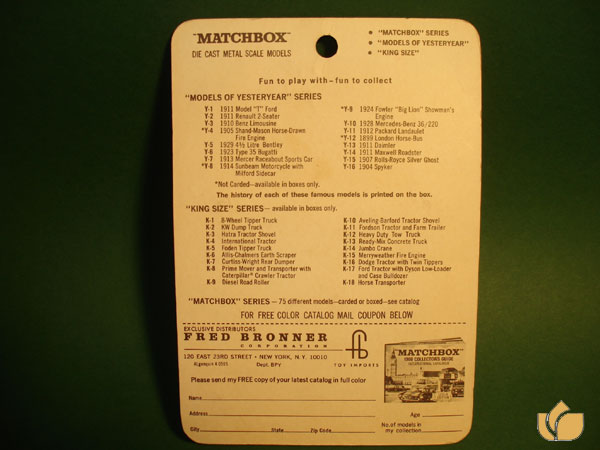 "MATCHBOX"
DIE CAST METAL SCALE MODELS
• "MATCHBOX" SERIES
• "MODELS OF YESTERYEAR"
• "KING SIZE"
Fun to play with—fun to collect
"MODELS OF YESTERYEAR" SERIES
Y-1 1911 Model "T" Ford
Y-2 1911 Renault 2-Seater
Y-3 1910 Benz Limousine
*Y-4 1905 Shand-Mason Horse-Drawn
Fire Engine
Y-5 1929 4½ Litre Bentley
Y-6 1923 Type 35 Bugatti
Y-7 1913 Mercer Raceabout Sports Car
*Y-8 1914 Sunbeam Motorcycle with
Milford Sidecar
*Y-9 1924 Fowler "Big Lion" Showman's
Engine
Y-10 1928 Mercedes-Benz 36/220
Y-11 1912 Packard Landaulet
*Y-12 1899 London Horse-Bus
Y-13 1911 Daimler
Y-14 1911 Maxwell Roadster
Y-15 1907 Rolls-Royce Silver Ghost
Y-16 1904 Spyker
*Not Carded—available in boxes only.
The history of each of these famous models is printed on the box.
"KING SIZE" SERIES—available in boxes only.
K-1 8-Wheel Tipper Truck
K-2 KW Dump Truck
K-3 Hatra Tractor Shovel
K-4 International Tractor
K-5 Foden Tipper Truck
K-6 Allis-Chalmers Earth Scraper
K-7 Curtiss-Wright Rear Dumper
K-8 Prime Mover and Transporter with
Caterpillar® Crawler Tractor
K-9 Diesel Road Roller
K-10 Aveling-Barford Tractor Shovel
K-11 Fordson Tractor and Farm Trailer
K-12 Heavy Duty Tow Truck
K-13 Ready-Mix Concrete Truck
K-14 Jumbo Crane
K-15 Merryweather Fire Engine
K-16 Dodge Tractor with Twin Tippers
K-17 Ford Tractor with Dyson Low-Loader
and Case Bulldozer
K-18 Horse Transporter
"MATCHBOX" SERIES—75 different models—carded or boxed—see catalog
FOR FREE COLOR CATALOG MAIL COUPON BELOW
EXCLUSIVE DISTRIBUTORS
FRED BRONNER
CORPORATION
120 EAST 23RD STREET • NEW YORK, N.Y. 10010
Dept. BPV
fb
TOY IMPORTS
"MATCHBOX"
COLLECTOR'S GUIDE
Please send my FREE copy of your latest catalog in full color
Name
Address
Age
City
State
Zip Code
No. of models in
my collection